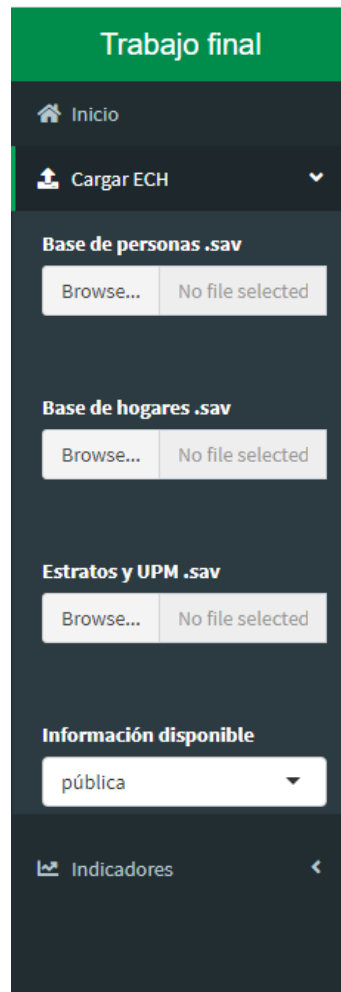 Trabajo final
Inicio
Cargar ECH
Base de personas .sav
Browse... No file selected
Base de hogares .sav
Browse... No file selected
Estratos y UPM .sav
Browse... No file selected
Información disponible
pública
Indicadores